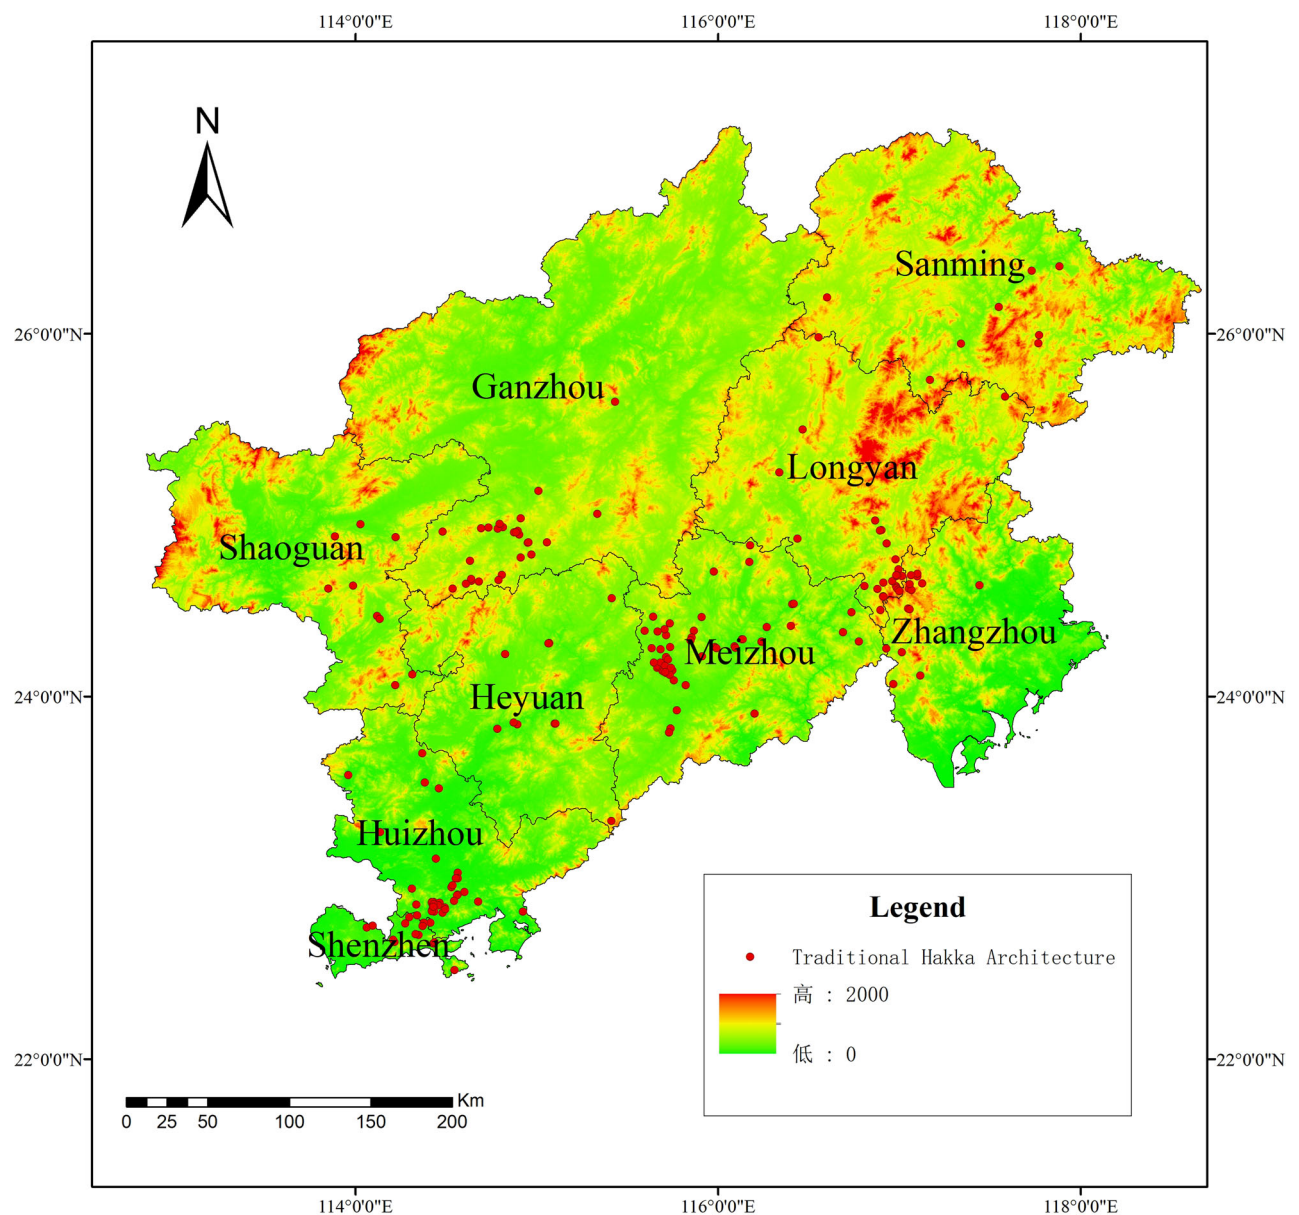 114°0'0"E
116°0'0"E
118°0'0"E
N
Sanming
26°0'0"N
26°0'0"N
Ganzhou
Longyan
Shaoguan
Zhangzhou
Meizhou
24°0'0"N
Heyuan
24°0'0"N
Huizhou
Shenzhen
Legend
Traditional Hakka Architecture
高 : 2000
低 : 0
22°0'0"N
22°0'0"N
Km
0 25 50 100 150 200
114°0'0"E
116°0'0"E
118°0'0"E